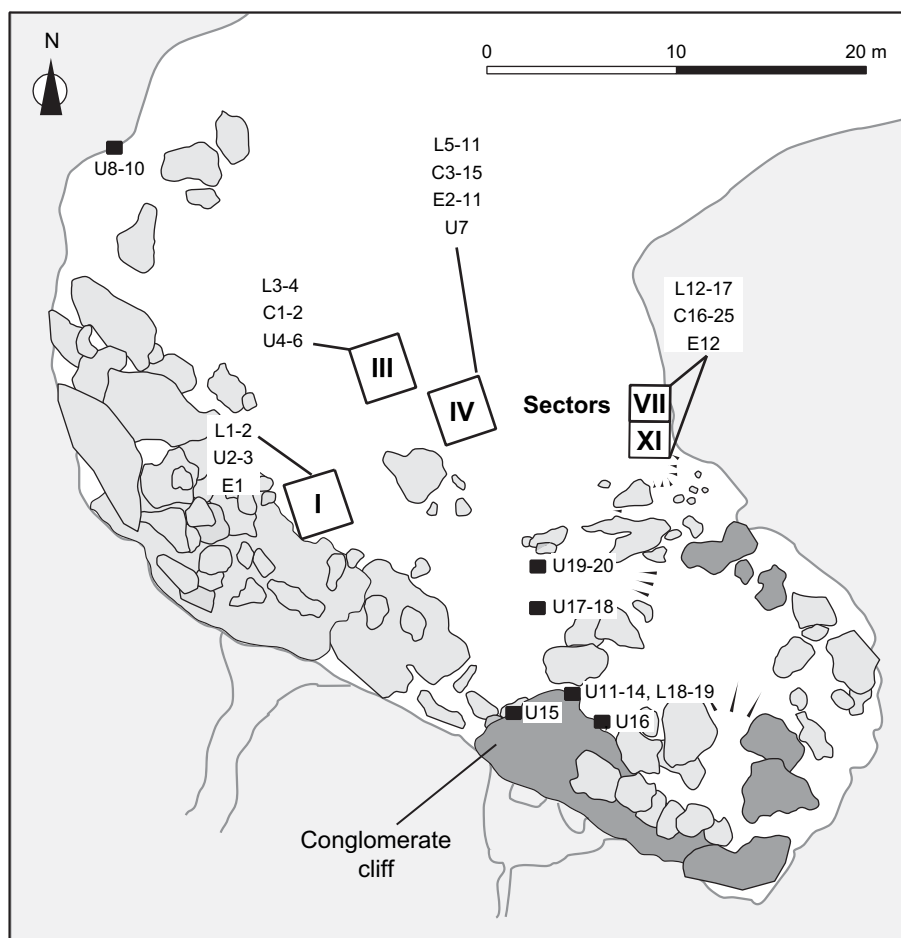 N
0 10 20 m
U8-10
L5-11
C3-15
E2-11
U7
L3-4
C1-2
U4-6
L12-17
C16-25
E12
III
IV
Sectors
VII
XI
L1-2
U2-3
E1
I
U19-20
U17-18
U11-14, L18-19
U15
U16
Conglomerate
cliff